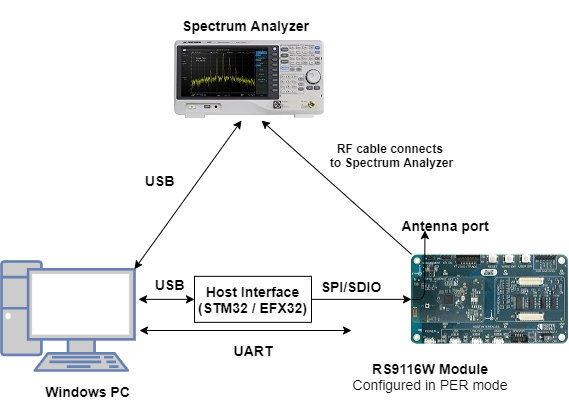 Spectrum Analyzer
RF cable connects
to Spectrum Analyzer
USB
Antenna port
USB
Host Interface
(STM32 / EFX32)
SPI/SDIO
UART
RS9116W Module
Configured in PER mode
Windows PC